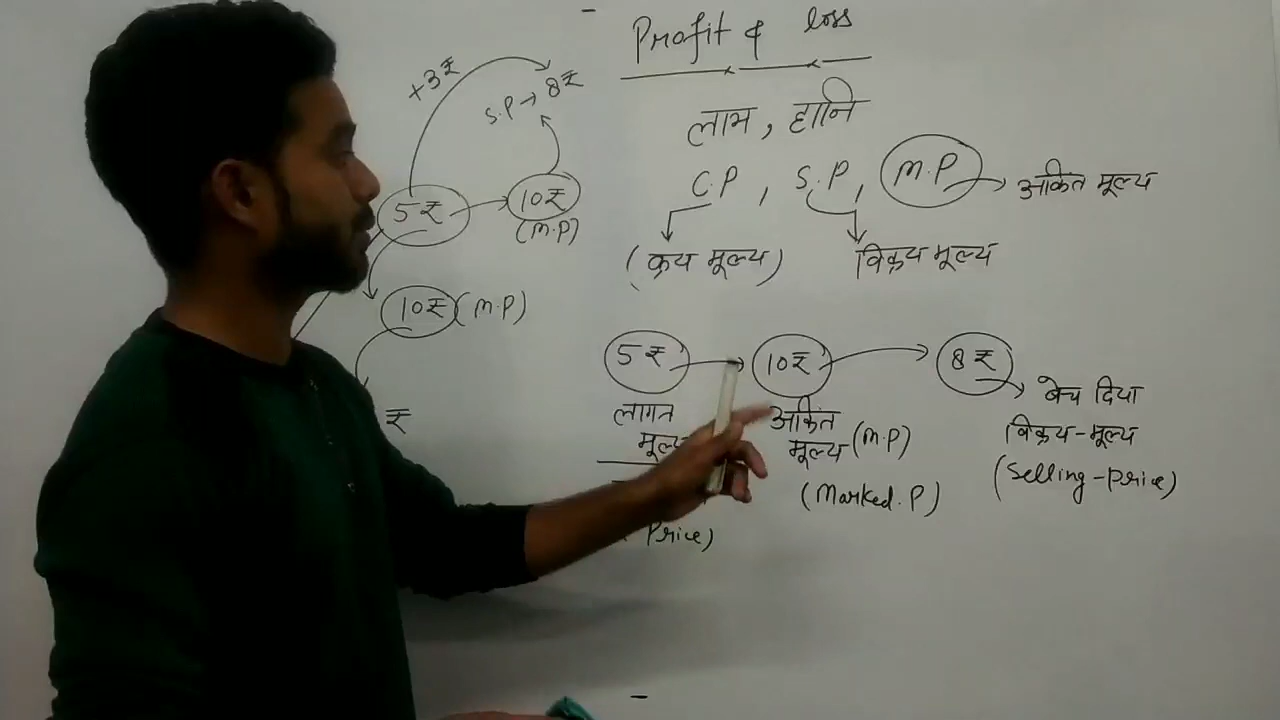 Profit & loss
लाभ, हानि
C.P, S.P, M.P → अंकित मूल्य
(क्रय मूल्य) विक्रय मूल्य
+3₹
S.P → 8₹
5₹ → 10₹
(M.P)
10₹ (M.P)
₹
5₹ → 10₹ → 8₹ → बेच दिया
लागत
मूल्य
अंकित
मूल्य (M.P)
(Marked.P)
विक्रय-मूल्य
(Selling-Price)
Price)